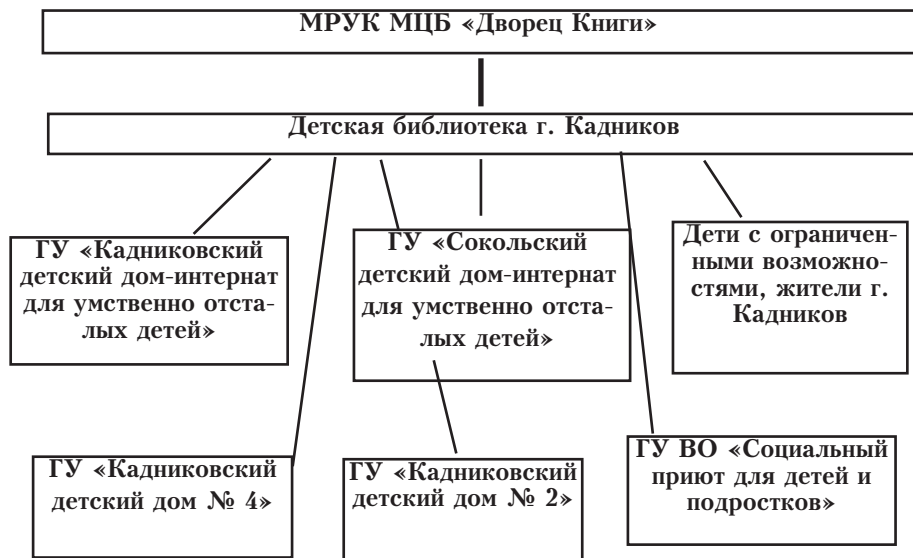 МРУК МЦБ «Дворец Книги»
Детская библиотека г. Кадников
ГУ «Кадниковский
детский дом-интернат
для умственно отста-
лых детей»
ГУ «Сокольский
детский дом-интернат
для умственно отста-
лых детей»
Дети с ограничен-
ными возможно-
стями, жители г.
Кадников
ГУ «Кадниковский
детский дом № 4»
ГУ «Кадниковский
детский дом № 2»
ГУ ВО «Социальный
приют для детей и
подростков»